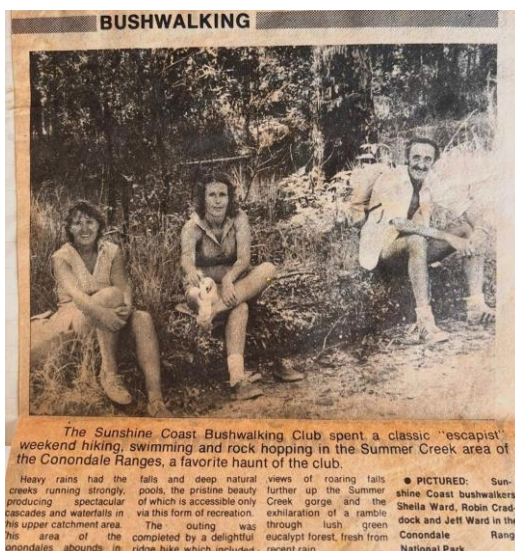 BUSHWALKING
The Sunshine Coast Bushwalking Club spent a classic "escapist"
weekend hiking, swimming and rock hopping in the Summer Creek area of
the Conondale Ranges, a favorite haunt of the club.
Heavy rains had the
creeks running strongly,
producing spectacular
cascades and waterfalls in
his upper catchment area.
This area of the
onondales abounds in
falls and deep natural
pools, the pristine beauty
of which is accessible only
via this form of recreation.
The outing was
completed by a delightful
ridge hike which included
views of roaring falls
further up the Summer
Creek gorge and the
exhilaration of a ramble
through lush green
eucalypt forest, fresh from
recent rain.
● PICTURED: Sun-
shine Coast bushwalkers
Sheila Ward, Robin Crad-
dock and Jeff Ward in the
Conondale Rang
National Park.